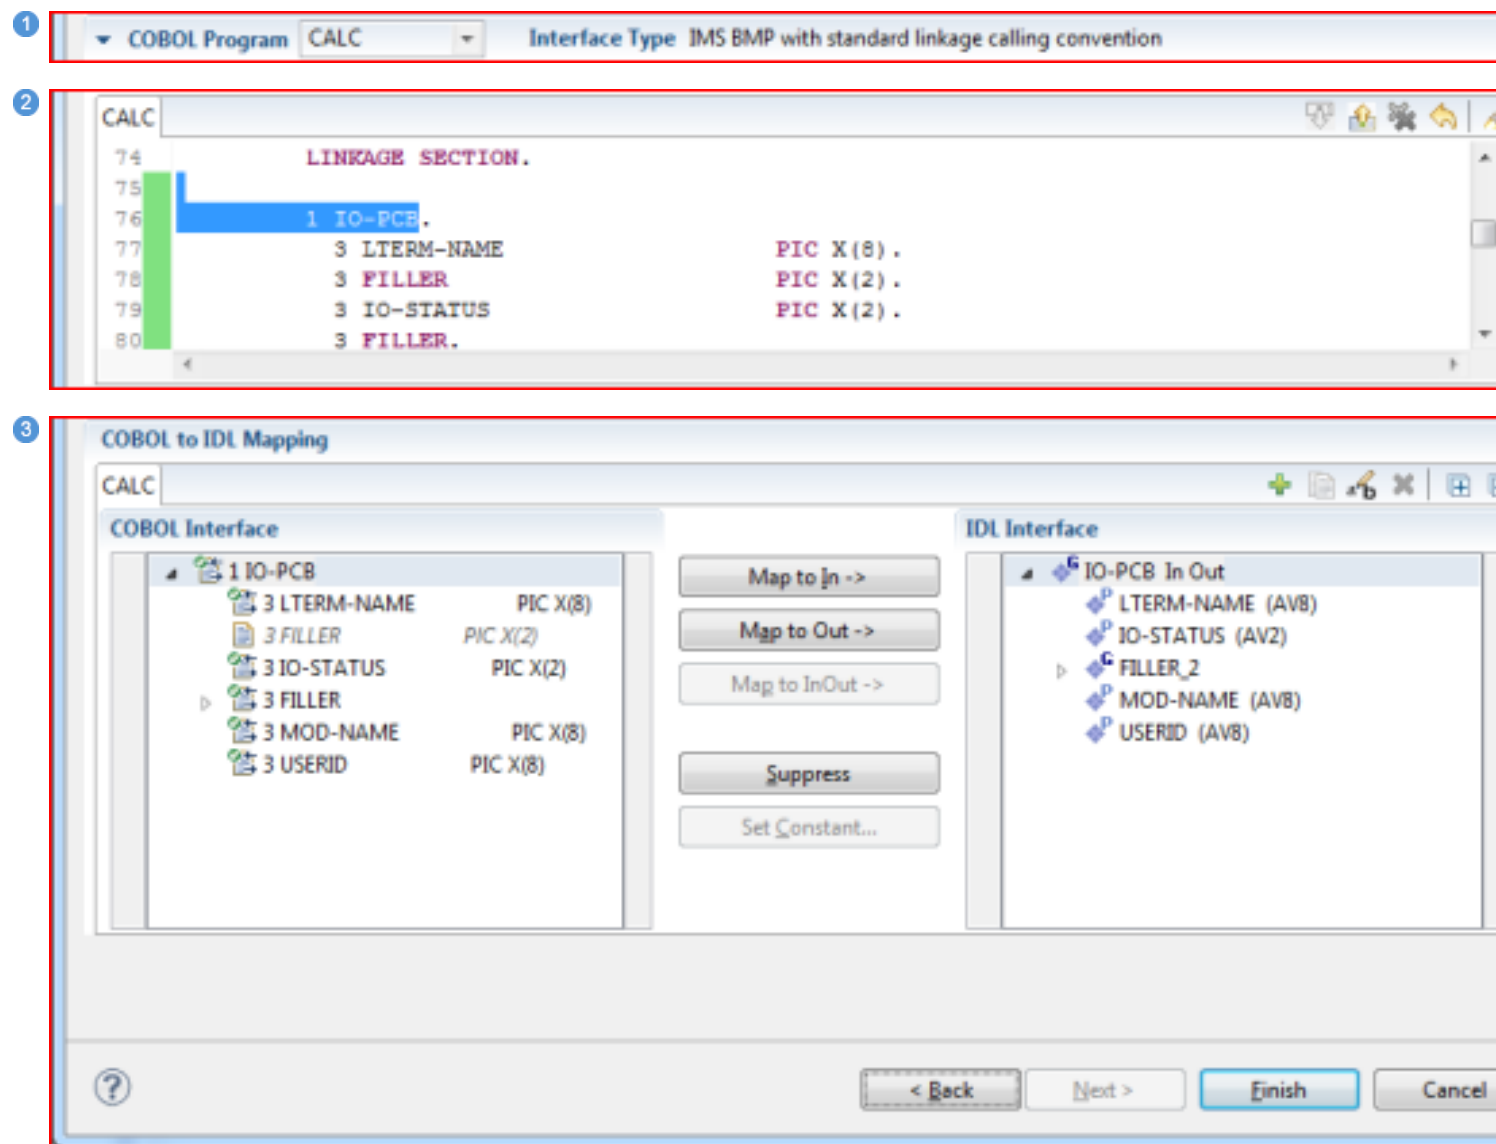 1
COBOL Program CALC Interface Type IMS BMP with standard linkage calling convention
2
CALC
74 LINKAGE SECTION.
75
76 1 IO-PCB.
77 3 LTERM-NAME PIC X(8).
78 3 FILLER PIC X(2).
79 3 IO-STATUS PIC X(2).
80 3 FILLER.
3
COBOL to IDL Mapping
CALC
COBOL Interface
1 IO-PCB
3 LTERM-NAME PIC X(8)
3 FILLER PIC X(2)
3 IO-STATUS PIC X(2)
3 FILLER
3 MOD-NAME PIC X(8)
3 USERID PIC X(8)
Map to In ->
Map to Out ->
Map to InOut ->
Suppress
Set Constant...
IDL Interface
IO-PCB In Out
LTERM-NAME (AV8)
IO-STATUS (AV2)
FILLER_2
MOD-NAME (AV8)
USERID (AV8)
? < Back Next > Finish Cancel